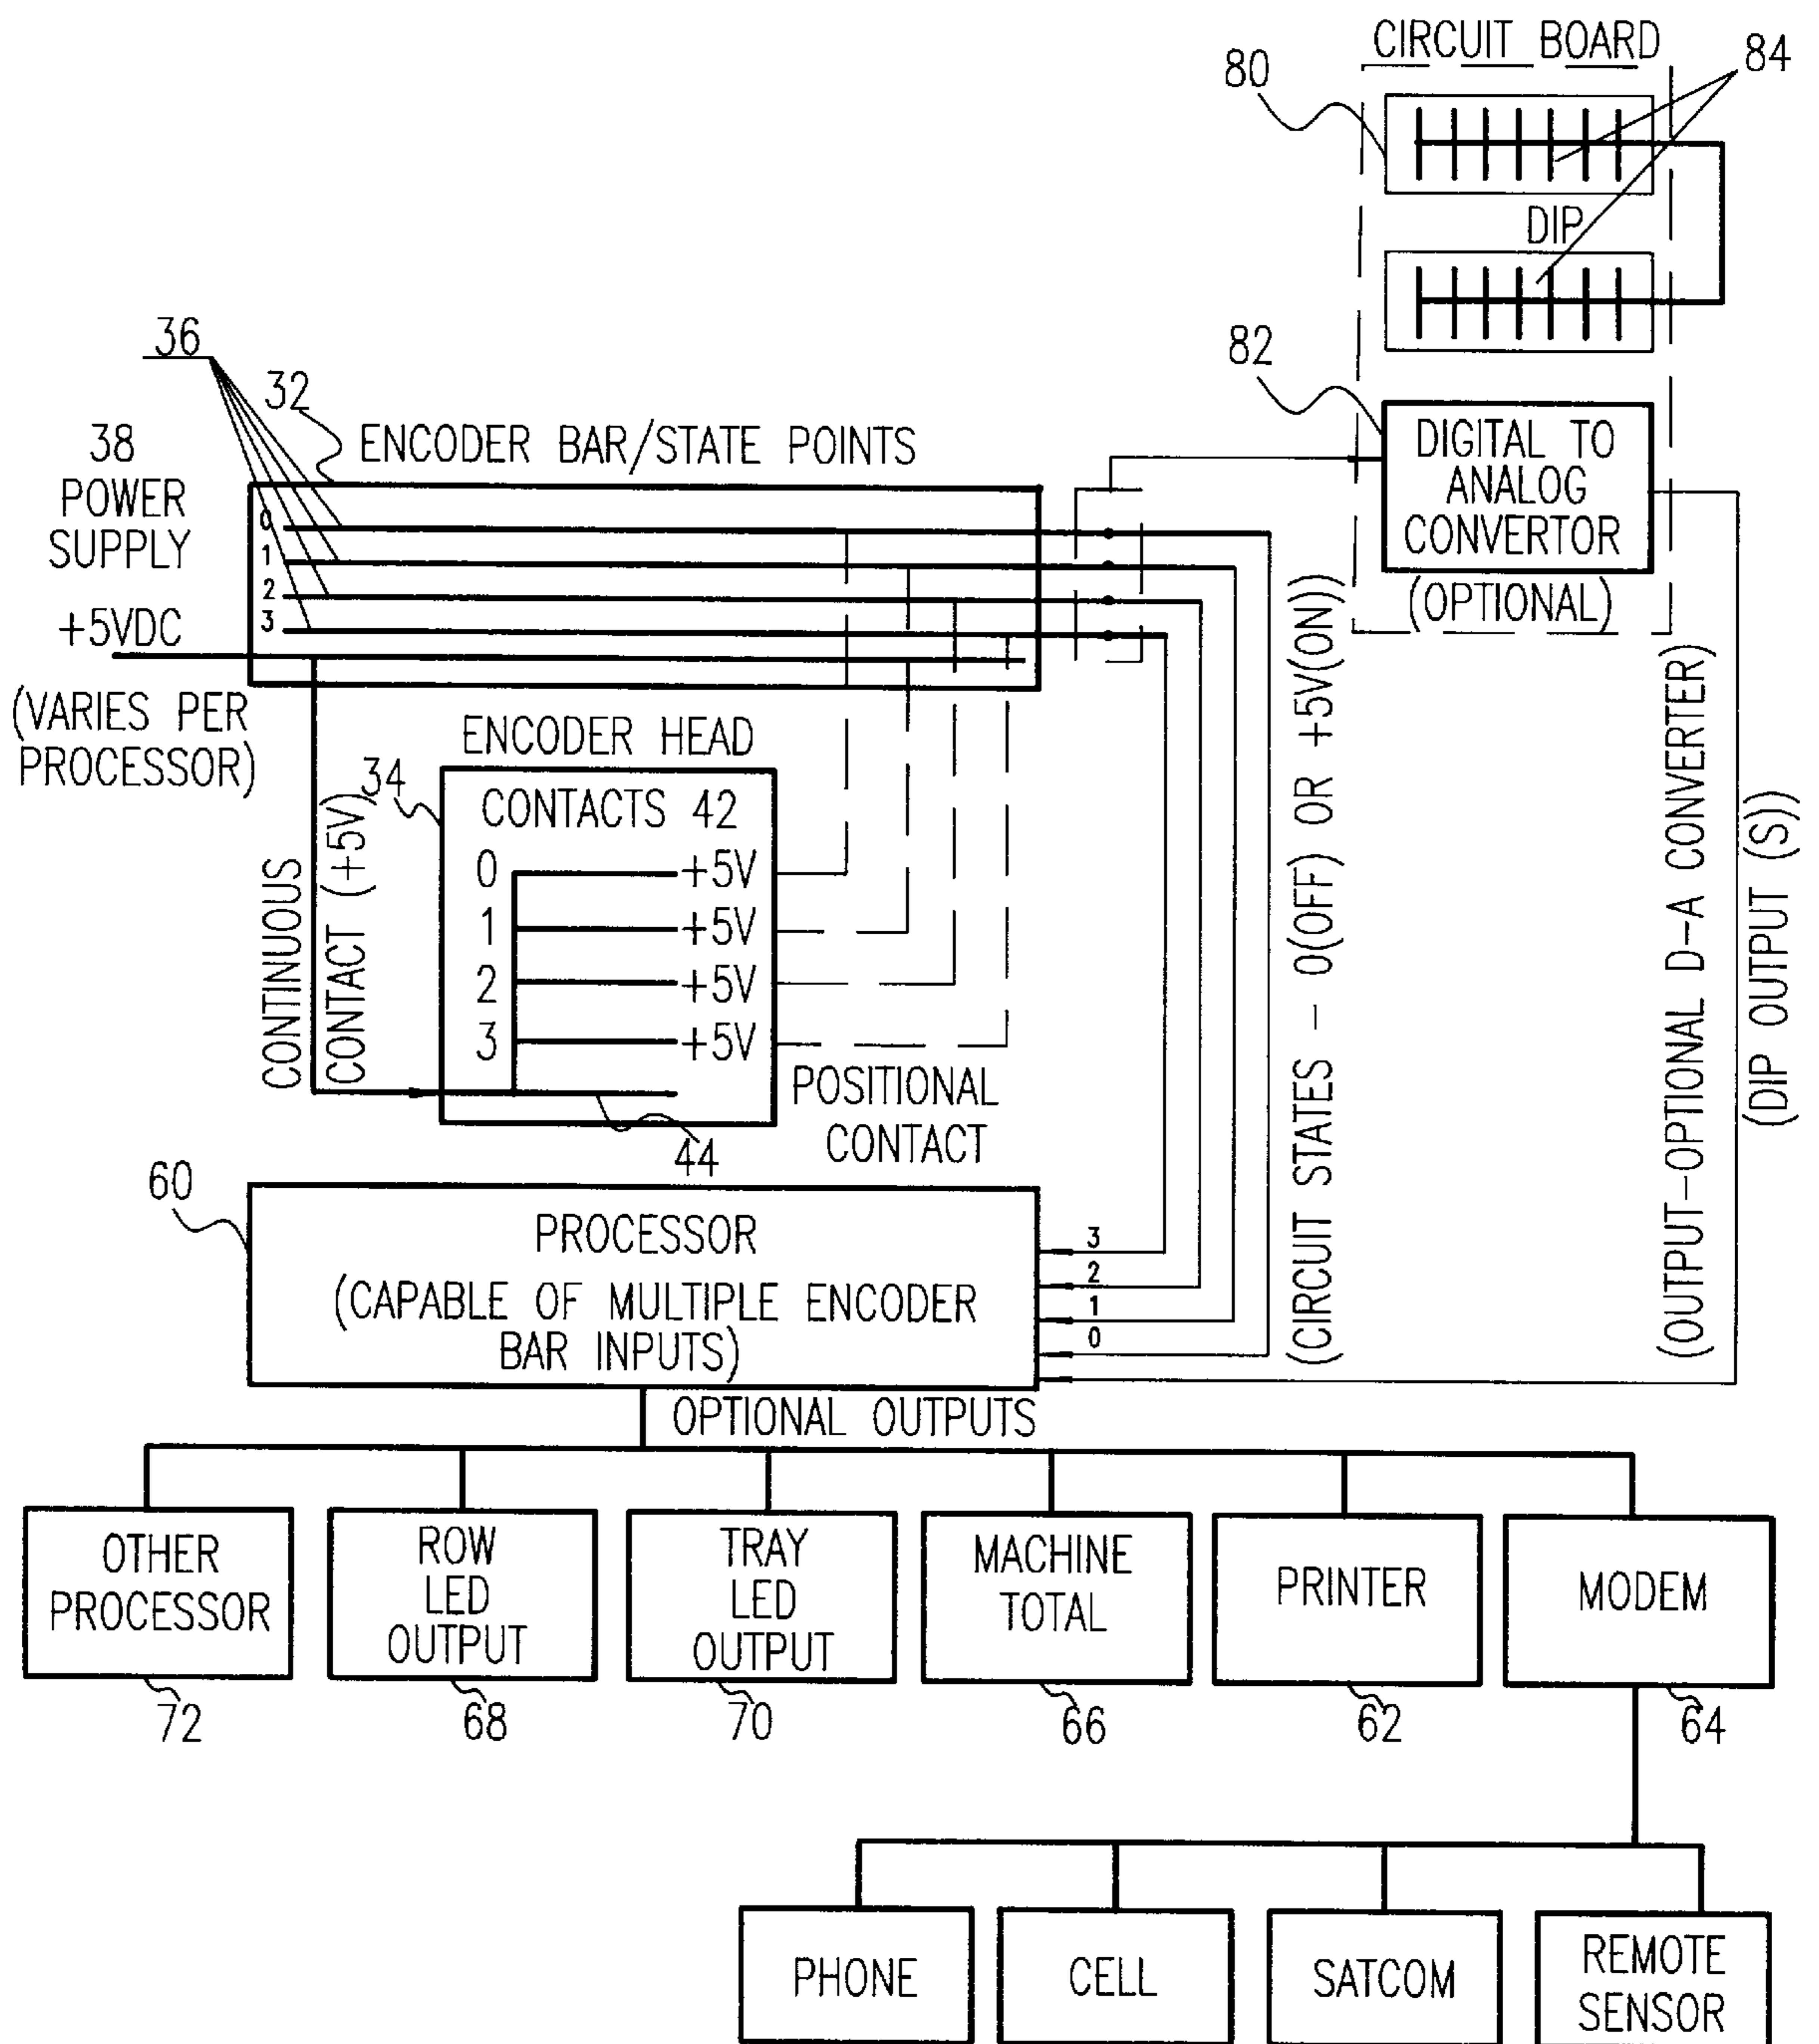 CIRCUIT BOARD
80
84
DIP
82
DIGITAL TO
ANALOG
CONVERTOR
(OPTIONAL)
36
32
ENCODER BAR/STATE POINTS
38
POWER
SUPPLY
0
1
2
3
+5VDC
(VARIES PER
PROCESSOR)
ENCODER HEAD
34
CONTACTS 42
0 +5V
1 +5V
2 +5V
3 +5V
CONTINUOUS
CONTACT (+5V)
44
POSITIONAL
CONTACT
(CIRCUIT STATES - 0(OFF) OR +5V(ON))
(OUTPUT-OPTIONAL D-A CONVERTER)
(DIP OUTPUT (S))
60
PROCESSOR
(CAPABLE OF MULTIPLE ENCODER
BAR INPUTS)
3
2
1
0
OPTIONAL OUTPUTS
OTHER
PROCESSOR
72
ROW
LED
OUTPUT
68
TRAY
LED
OUTPUT
70
MACHINE
TOTAL
66
PRINTER
62
MODEM
64
PHONE
CELL
SATCOM
REMOTE
SENSOR